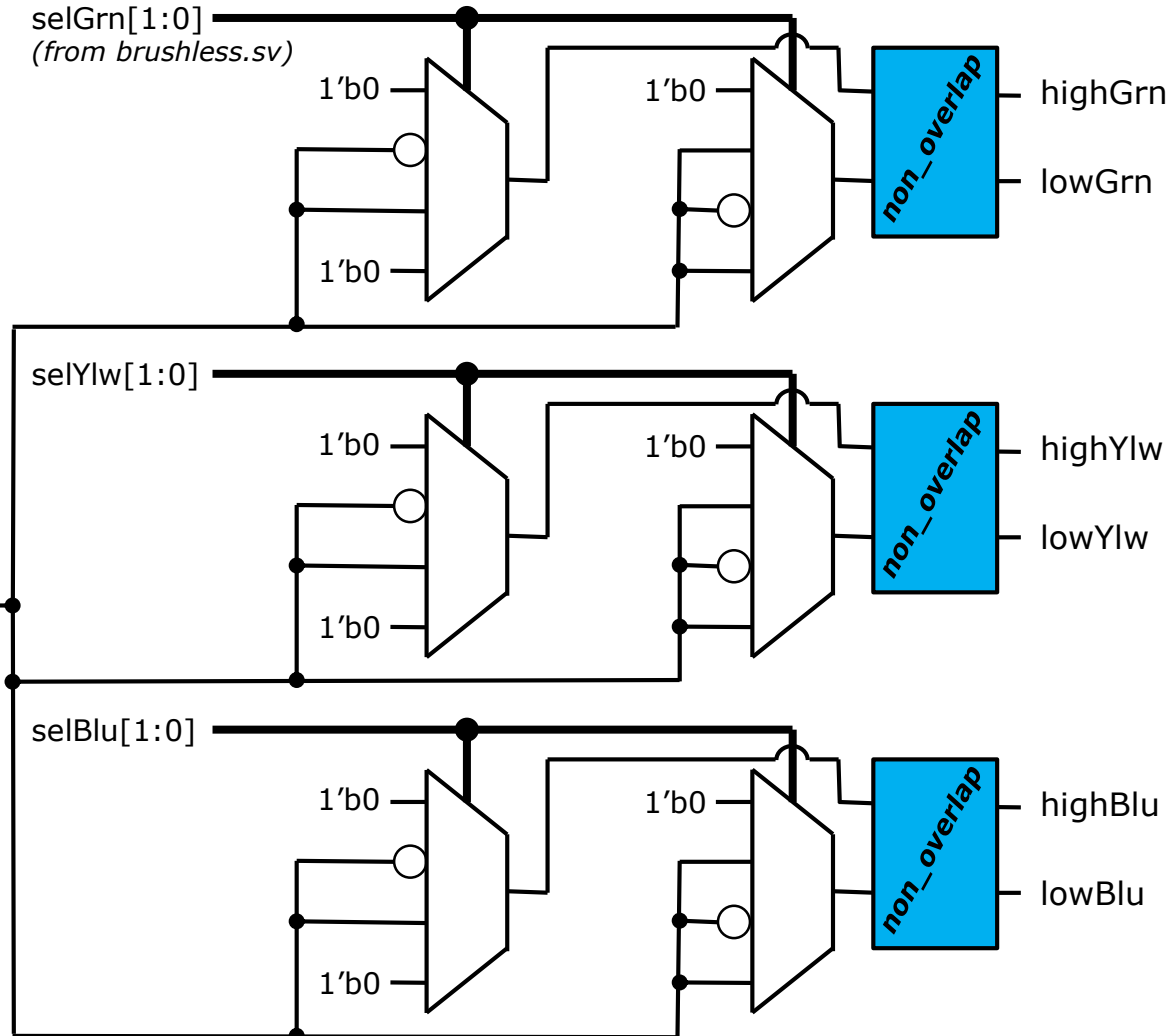 selGrn[1:0]
(from brushless.sv)
1’b0
1’b0
1’b0
non_overlap
highGrn
lowGrn
selYlw[1:0]
1’b0
1’b0
1’b0
non_overlap
highYlw
lowYlw
selBlu[1:0]
1’b0
1’b0
1’b0
non_overlap
highBlu
lowBlu